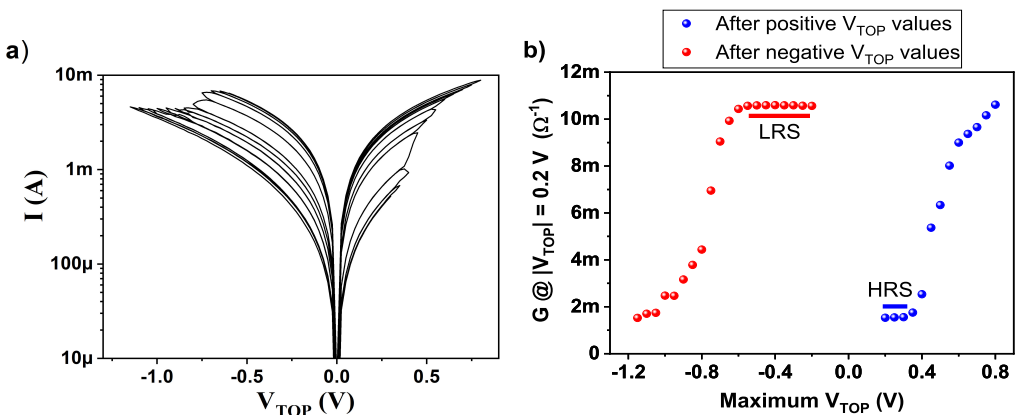 a)
10m
1m
100µ
10µ
I (A)
-1.0
-0.5
0.0
0.5
V_TOP (V)
b)
After positive V_TOP values
After negative V_TOP values
12m
10m
8m
6m
4m
2m
0
G @ |V_TOP| = 0.2 V (Ω⁻¹)
LRS
HRS
-1.2
-0.8
-0.4
0.0
0.4
0.8
Maximum V_TOP (V)